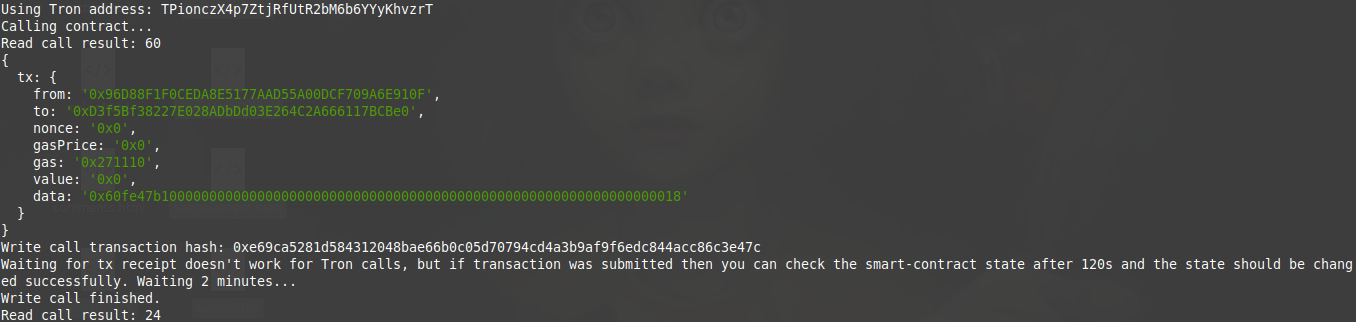 Using Tron address: TPionczX4p7ZtjRfUtR2bM6b6YYyKhvzrT
Calling contract...
Read call result: 60
{
  tx: {
    from: '0x96D88F1F0CEDA8E5177AAD55A00DCF709A6E910F',
    to: '0xD3f5Bf38227E028ADbDd03E264C2A666117BCBe0',
    nonce: '0x0',
    gasPrice: '0x0',
    gas: '0x271110',
    value: '0x0',
    data: '0x60fe47b10000000000000000000000000000000000000000000000000000000000000018'
  }
}
Write call transaction hash: 0xe69ca5281d584312048bae66b0c05d70794cd4a3b9af9f6edc844acc86c3e47c
Waiting for tx receipt doesn't work for Tron calls, but if transaction was submitted then you can check the smart-contract state after 120s and the state should be chang
ed successfully. Waiting 2 minutes...
Write call finished.
Read call result: 24